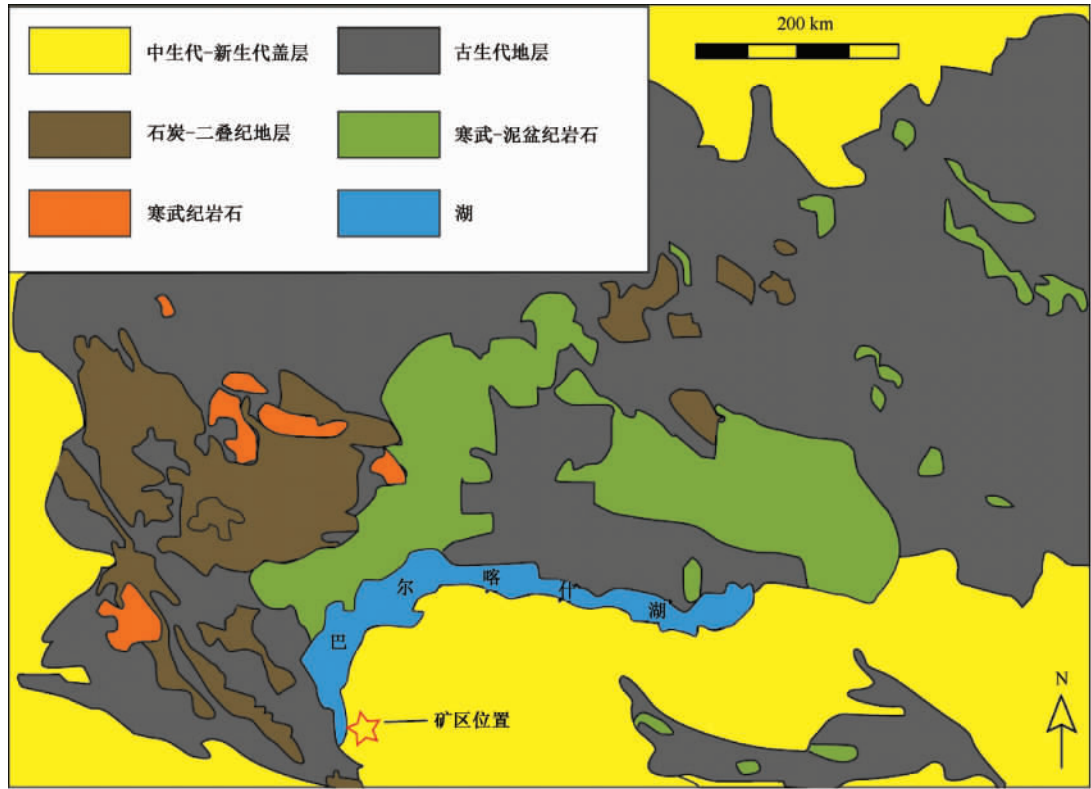 200 km
中生代-新生代盖层
古生代地层
石炭-二叠纪地层
寒武-泥盆纪岩石
寒武纪岩石
湖
巴尔喀什湖
矿区位置
N